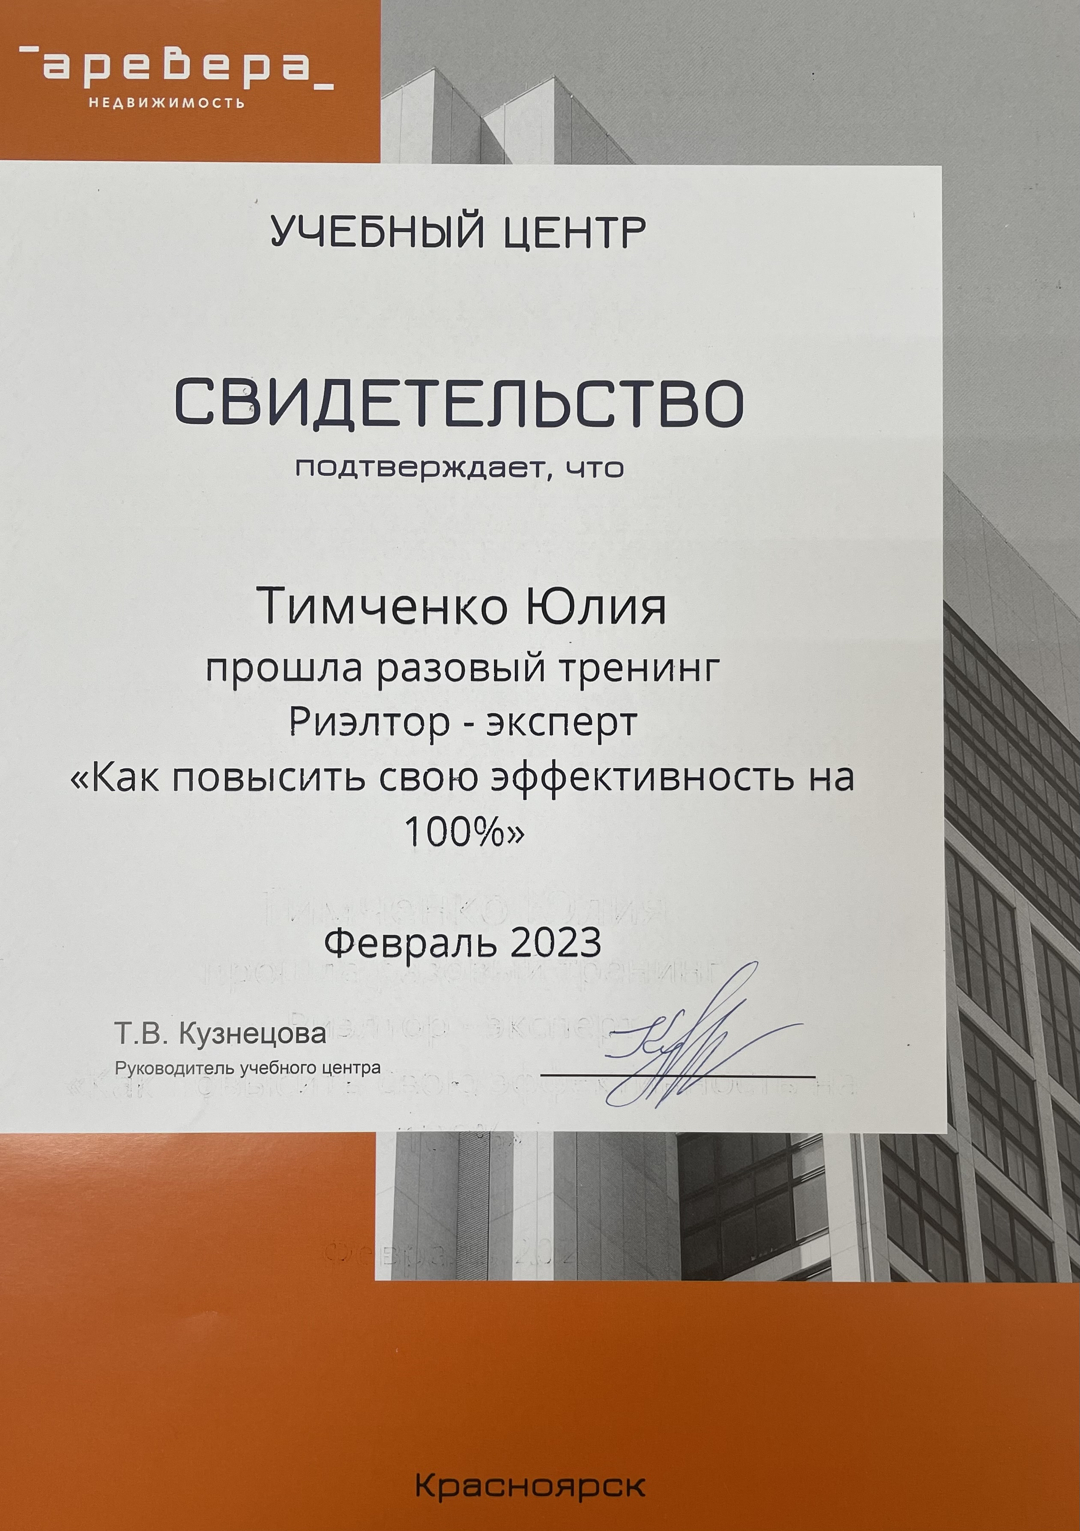 аревера
НЕДВИЖИМОСТЬ
УЧЕБНЫЙ ЦЕНТР
СВИДЕТЕЛЬСТВО
подтверждает, что
Тимченко Юлия
прошла разовый тренинг
Риэлтор - эксперт
«Как повысить свою эффективность на
100%»
Февраль 2023
Т.В. Кузнецова
Руководитель учебного центра
Красноярск